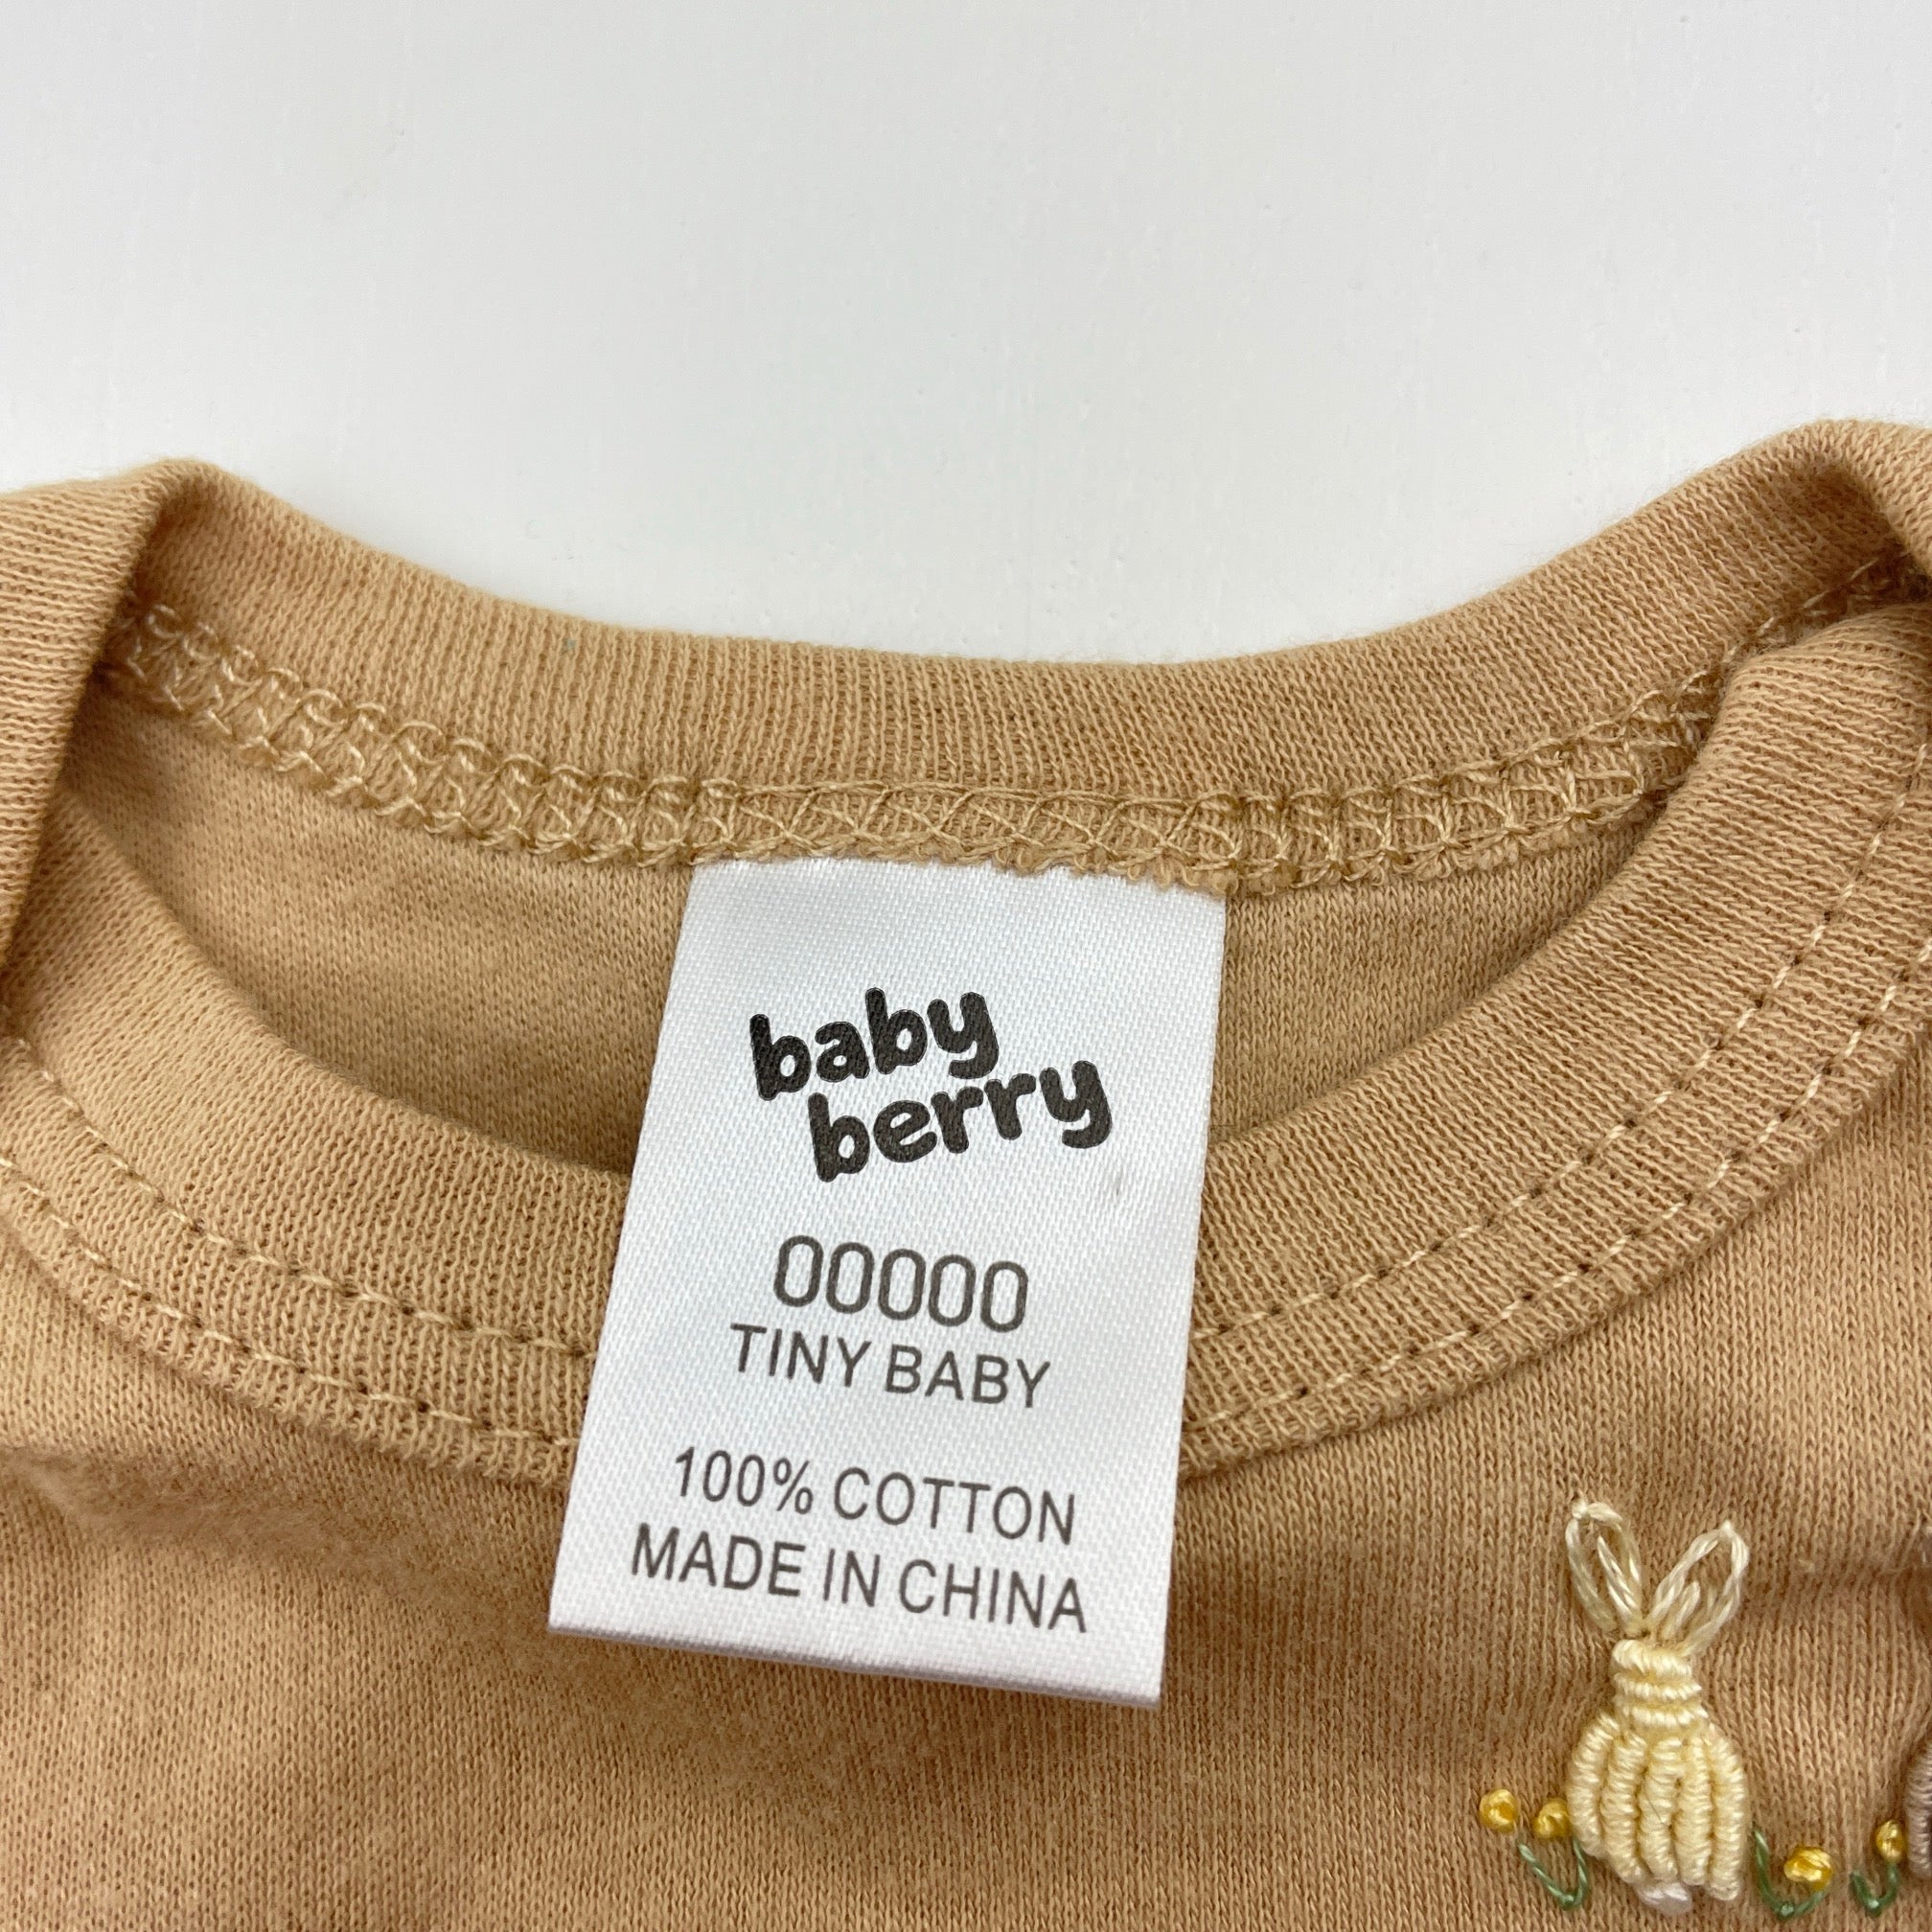 baby
berry
00000
TINY BABY
100% COTTON
MADE IN CHINA